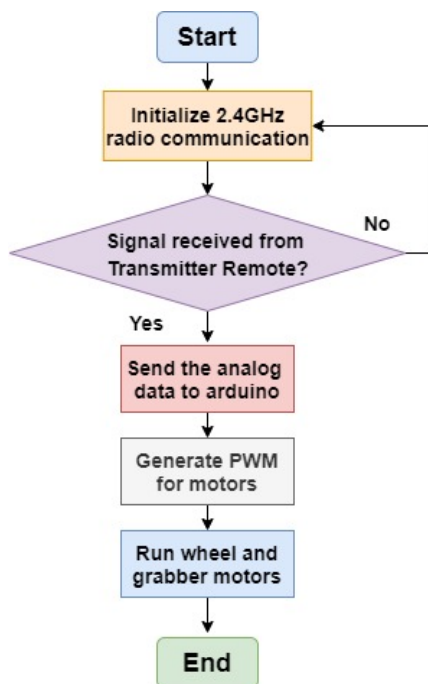 Start
Initialize 2.4GHz
radio communication
Signal received from
Transmitter Remote?
No
Yes
Send the analog
data to arduino
Generate PWM
for motors
Run wheel and
grabber motors
End